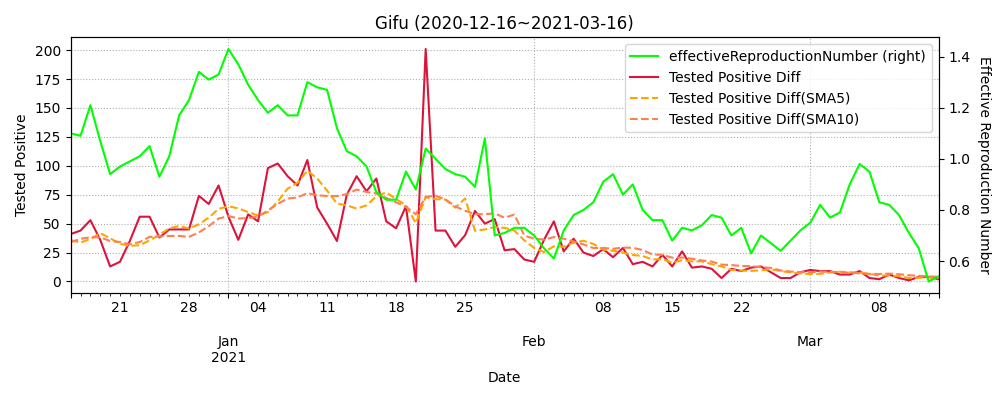 Gifu (2020-12-16~2021-03-16)
effectiveReproductionNumber (right)
Tested Positive Diff
Tested Positive Diff(SMA5)
Tested Positive Diff(SMA10)
Tested Positive
200
175
150
125
100
75
50
25
0
1.4
1.2
1.0
0.8
0.6
Effective Reproduction Number
21 28 04 11 18 25 08 15 22 08
Jan Feb Mar
2021
Date